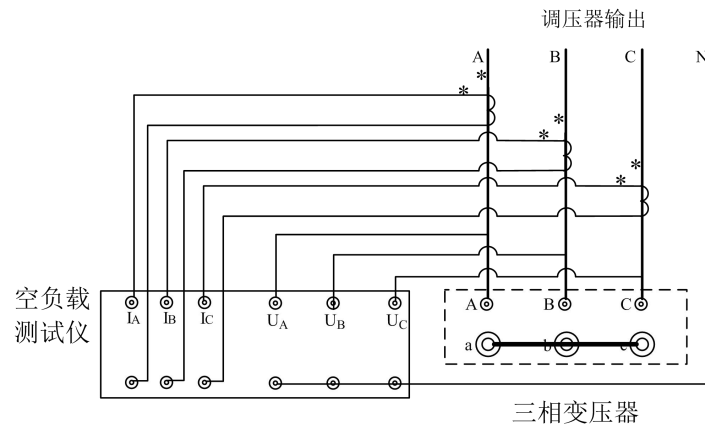 调压器输出
A B C N
* * * * * *
空负载
测试仪
IA IB IC UA UB UC
A B C
a b c
三相变压器